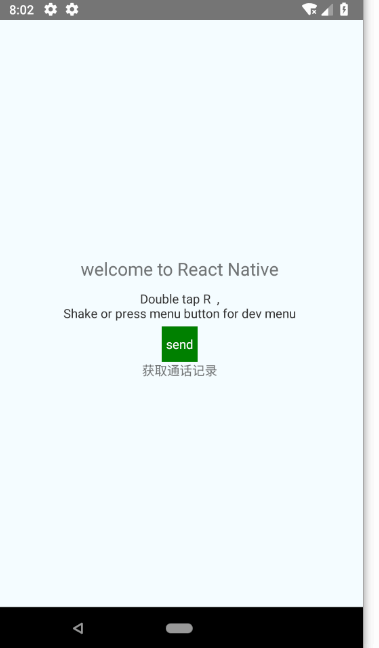 8:02
welcome to React Native
Double tap R ,
Shake or press menu button for dev menu
send
获取通话记录